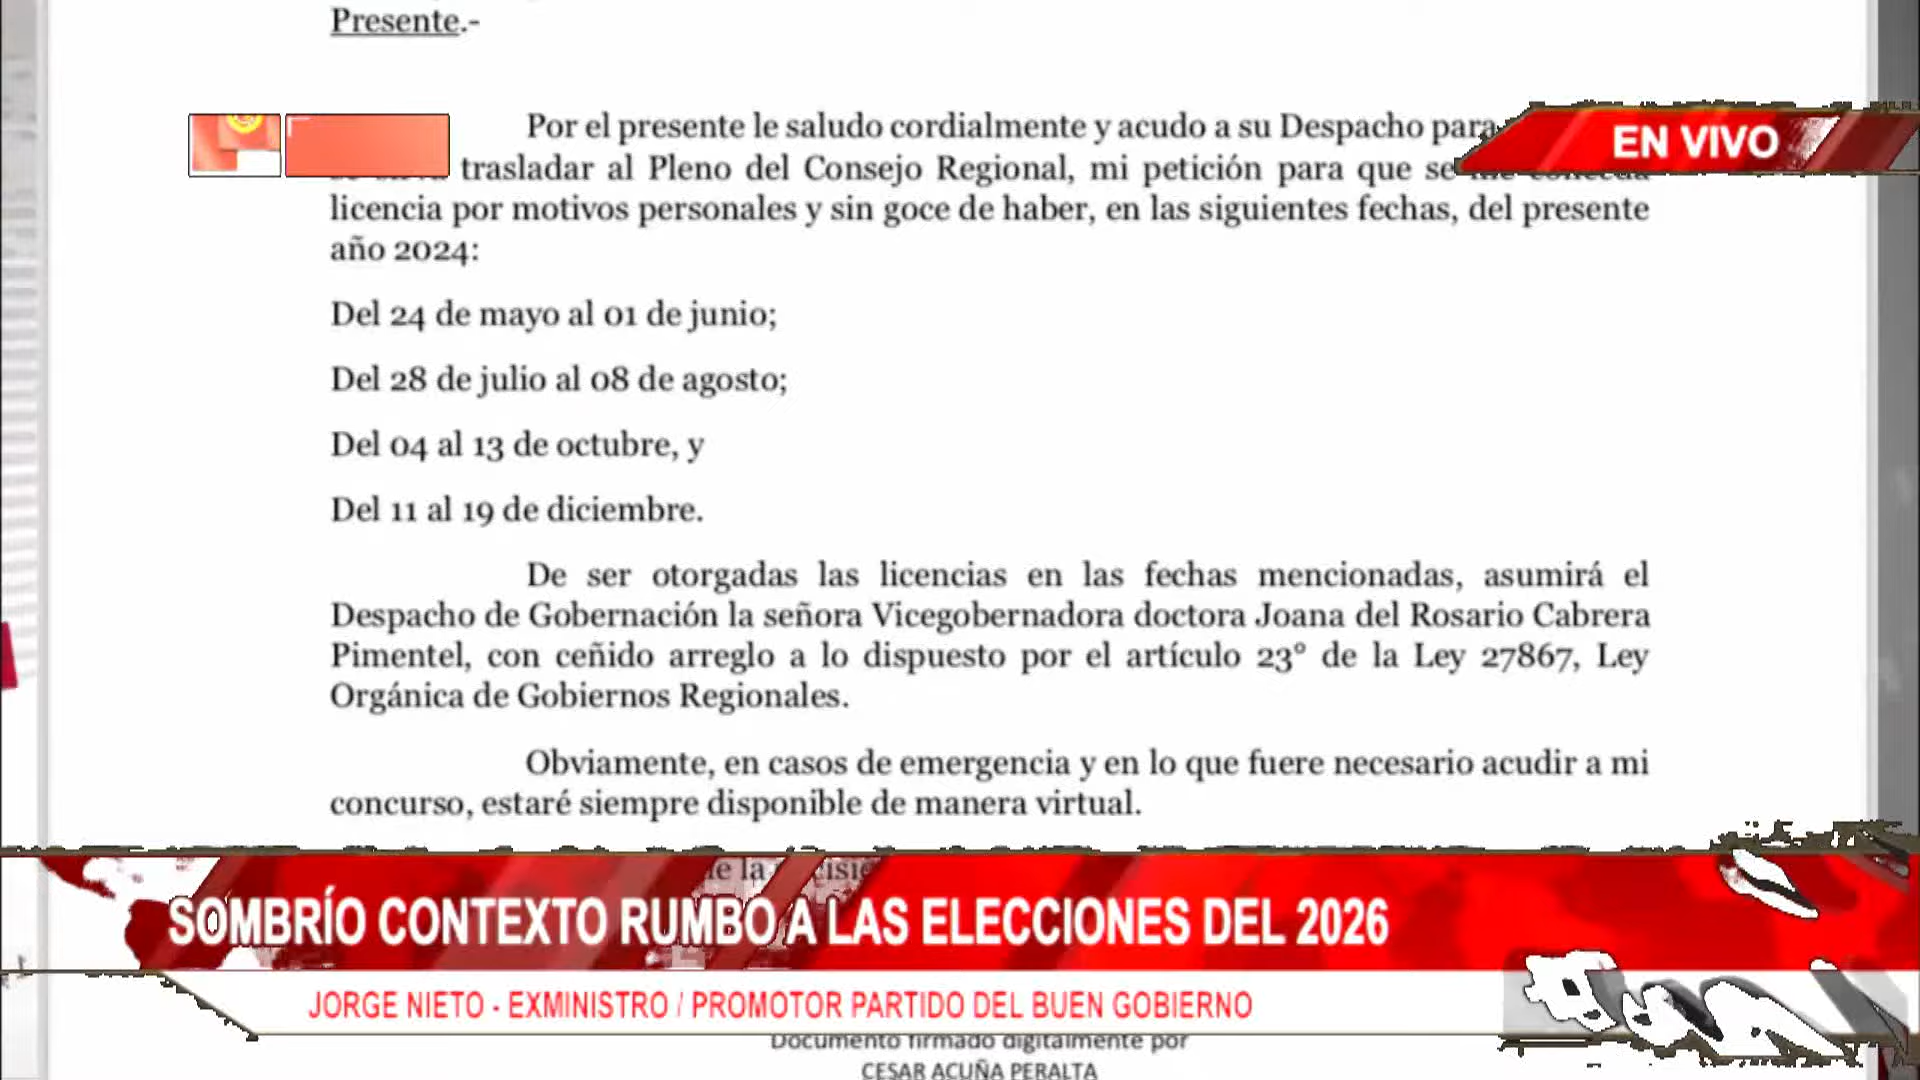 Presente.-
Por el presente le saludo cordialmente y acudo a su Despacho para
EN VIVO
trasladar al Pleno del Consejo Regional, mi petición para que se
licencia por motivos personales y sin goce de haber, en las siguientes fechas, del presente
año 2024:
Del 24 de mayo al 01 de junio;
Del 28 de julio al 08 de agosto;
Del 04 al 13 de octubre, y
Del 11 al 19 de diciembre.
De ser otorgadas las licencias en las fechas mencionadas, asumirá el
Despacho de Gobernación la señora Vicegobernadora doctora Joana del Rosario Cabrera
Pimentel, con ceñido arreglo a lo dispuesto por el artículo 23° de la Ley 27867, Ley
Orgánica de Gobiernos Regionales.
Obviamente, en casos de emergencia y en lo que fuere necesario acudir a mi
concurso, estaré siempre disponible de manera virtual.
la
SOMBRÍO CONTEXTO RUMBO A LAS ELECCIONES DEL 2026
JORGE NIETO - EXMINISTRO / PROMOTOR PARTIDO DEL BUEN GOBIERNO
Documento firmado digitalmente por
CESAR ACUÑA PERALTA